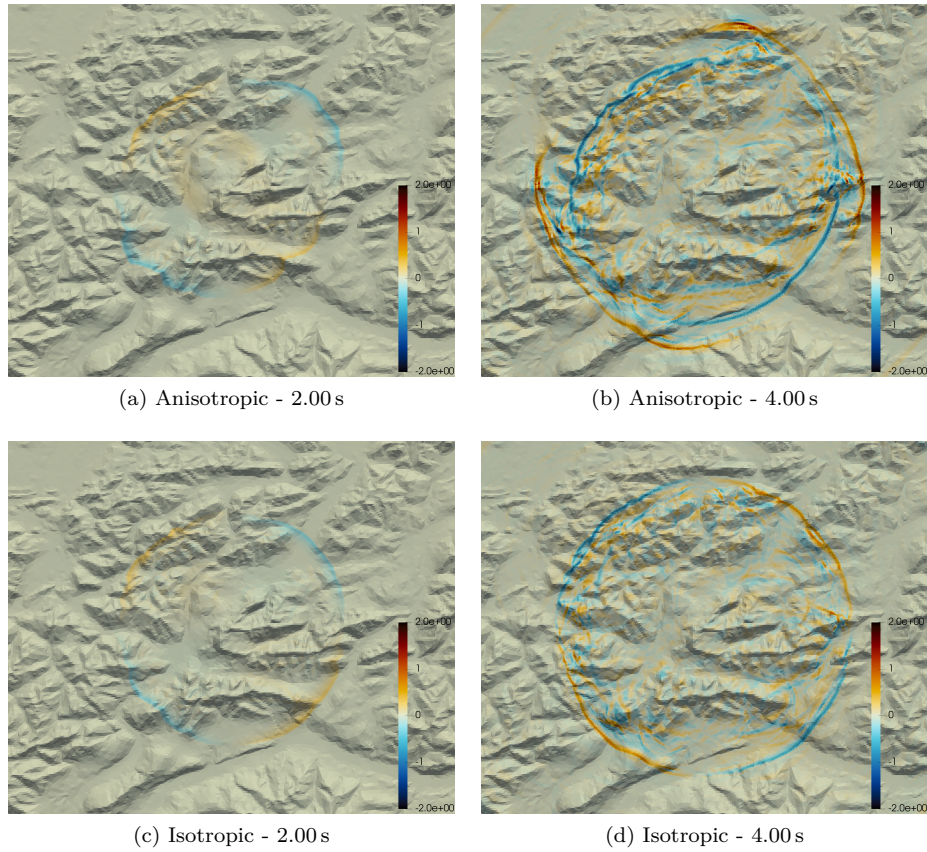 2.0e+00
1
0
-1
-2.0e+00
2.0e+00
1
0
-1
-2.0e+00
(a) Anisotropic - 2.00 s
(b) Anisotropic - 4.00 s
2.0e+00
1
0
-1
-2.0e+00
2.0e+00
1
0
-1
-2.0e+00
(c) Isotropic - 2.00 s
(d) Isotropic - 4.00 s